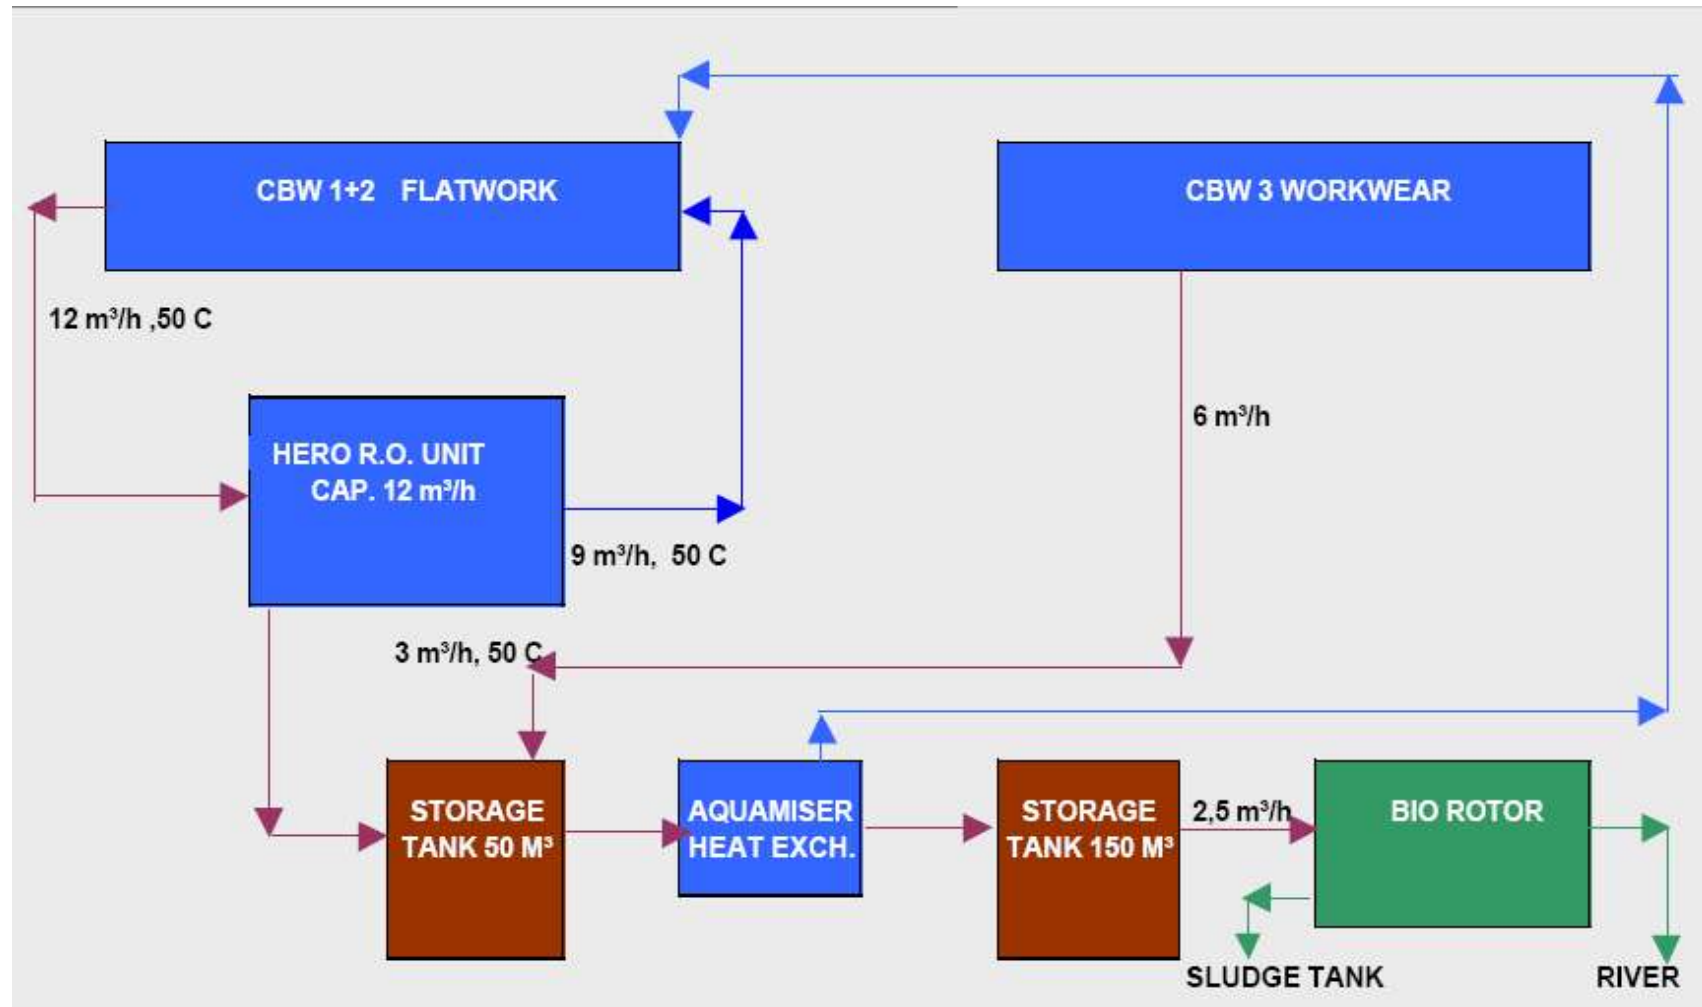 CBW 1+2 FLATWORK
CBW 3 WORKWEAR
12 m³/h ,50 C
6 m³/h
HERO R.O. UNIT
CAP. 12 m³/h
9 m³/h, 50 C
3 m³/h, 50 C
STORAGE
TANK 50 M³
AQUAMISER
HEAT EXCH.
STORAGE
TANK 150 M³
2,5 m³/h
BIO ROTOR
SLUDGE TANK
RIVER